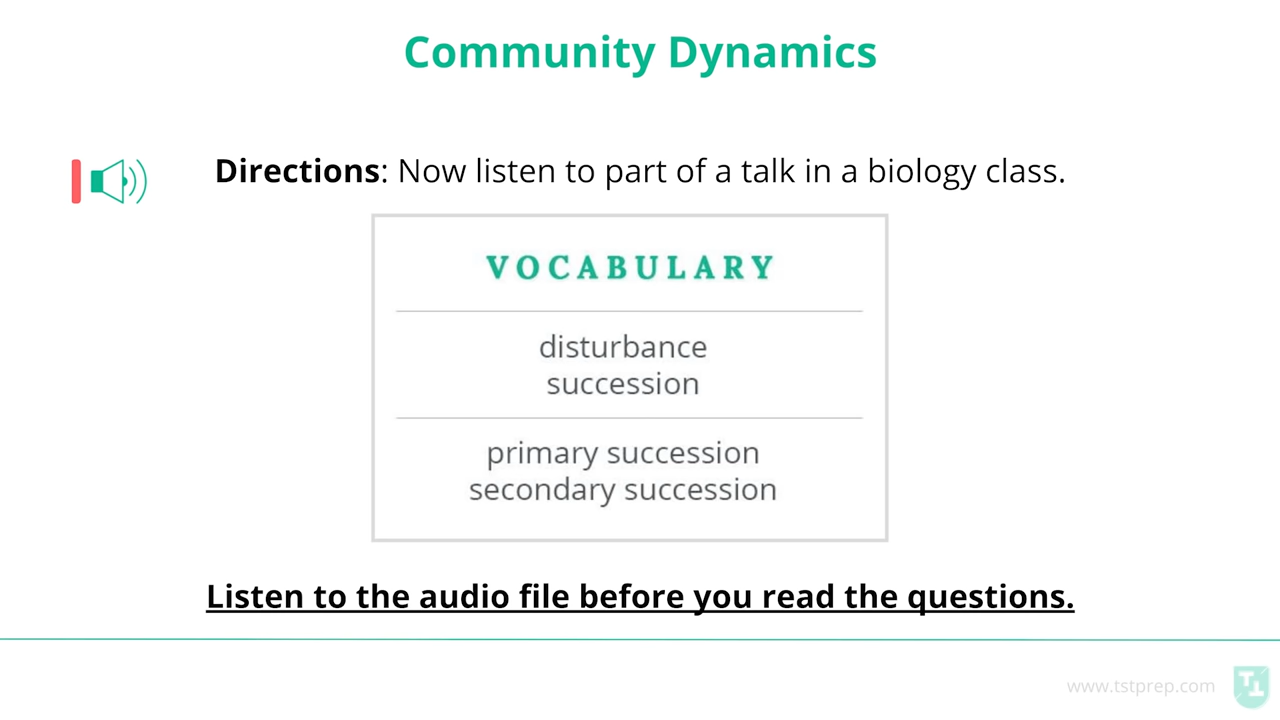 Community Dynamics
Directions: Now listen to part of a talk in a biology class.
VOCABULARY
disturbance
succession
primary succession
secondary succession
Listen to the audio file before you read the questions.
www.tstprep.com